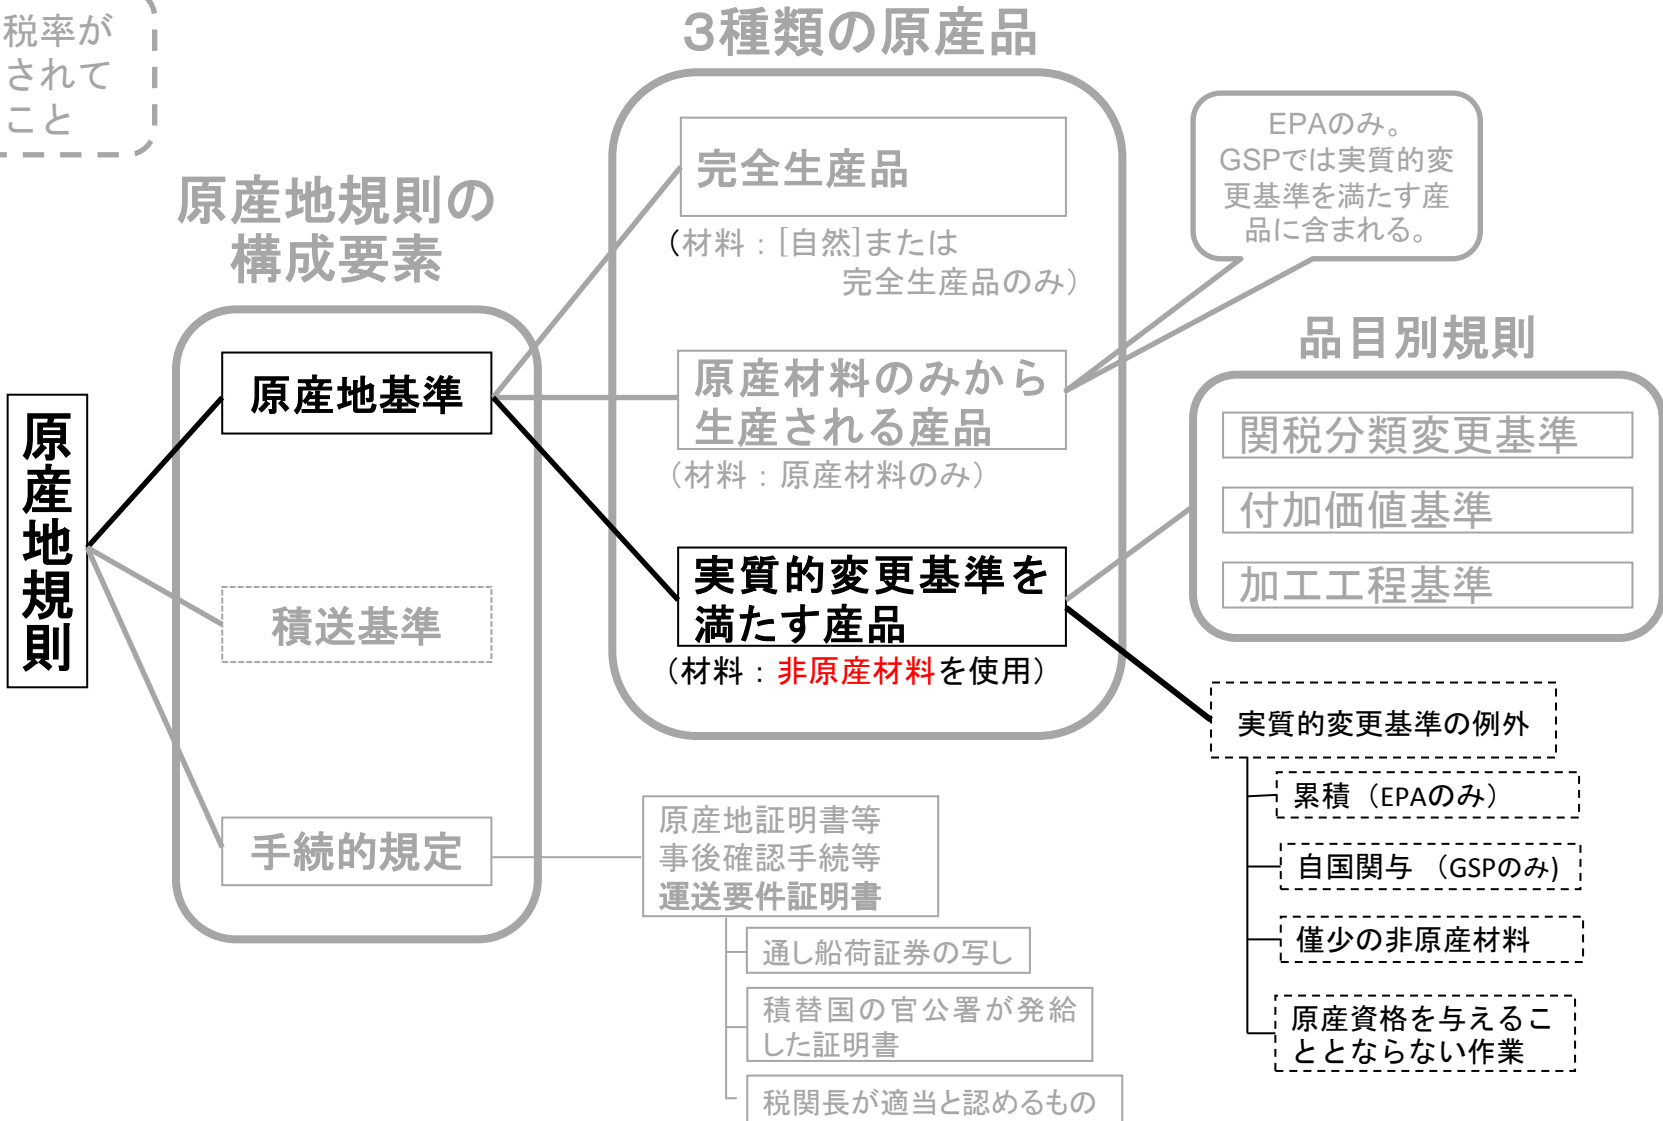 税率が
されて
こと
3種類の原産品
完全生産品
(材料：[自然]または
完全生産品のみ）
EPAのみ。
GSPでは実質的変
更基準を満たす産
品に含まれる。
原産地規則の
構成要素
原産地基準
原産材料のみから
生産される産品
（材料：原産材料のみ）
品目別規則
関税分類変更基準
付加価値基準
加工工程基準
原産地規則
積送基準
実質的変更基準を
満たす産品
（材料：非原産材料を使用）
実質的変更基準の例外
累積（EPAのみ）
自国関与 （GSPのみ)
僅少の非原産材料
原産資格を与えるこ
ととならない作業
手続的規定
原産地証明書等
事後確認手続等
運送要件証明書
通し船荷証券の写し
積替国の官公署が発給
した証明書
税関長が適当と認めるもの